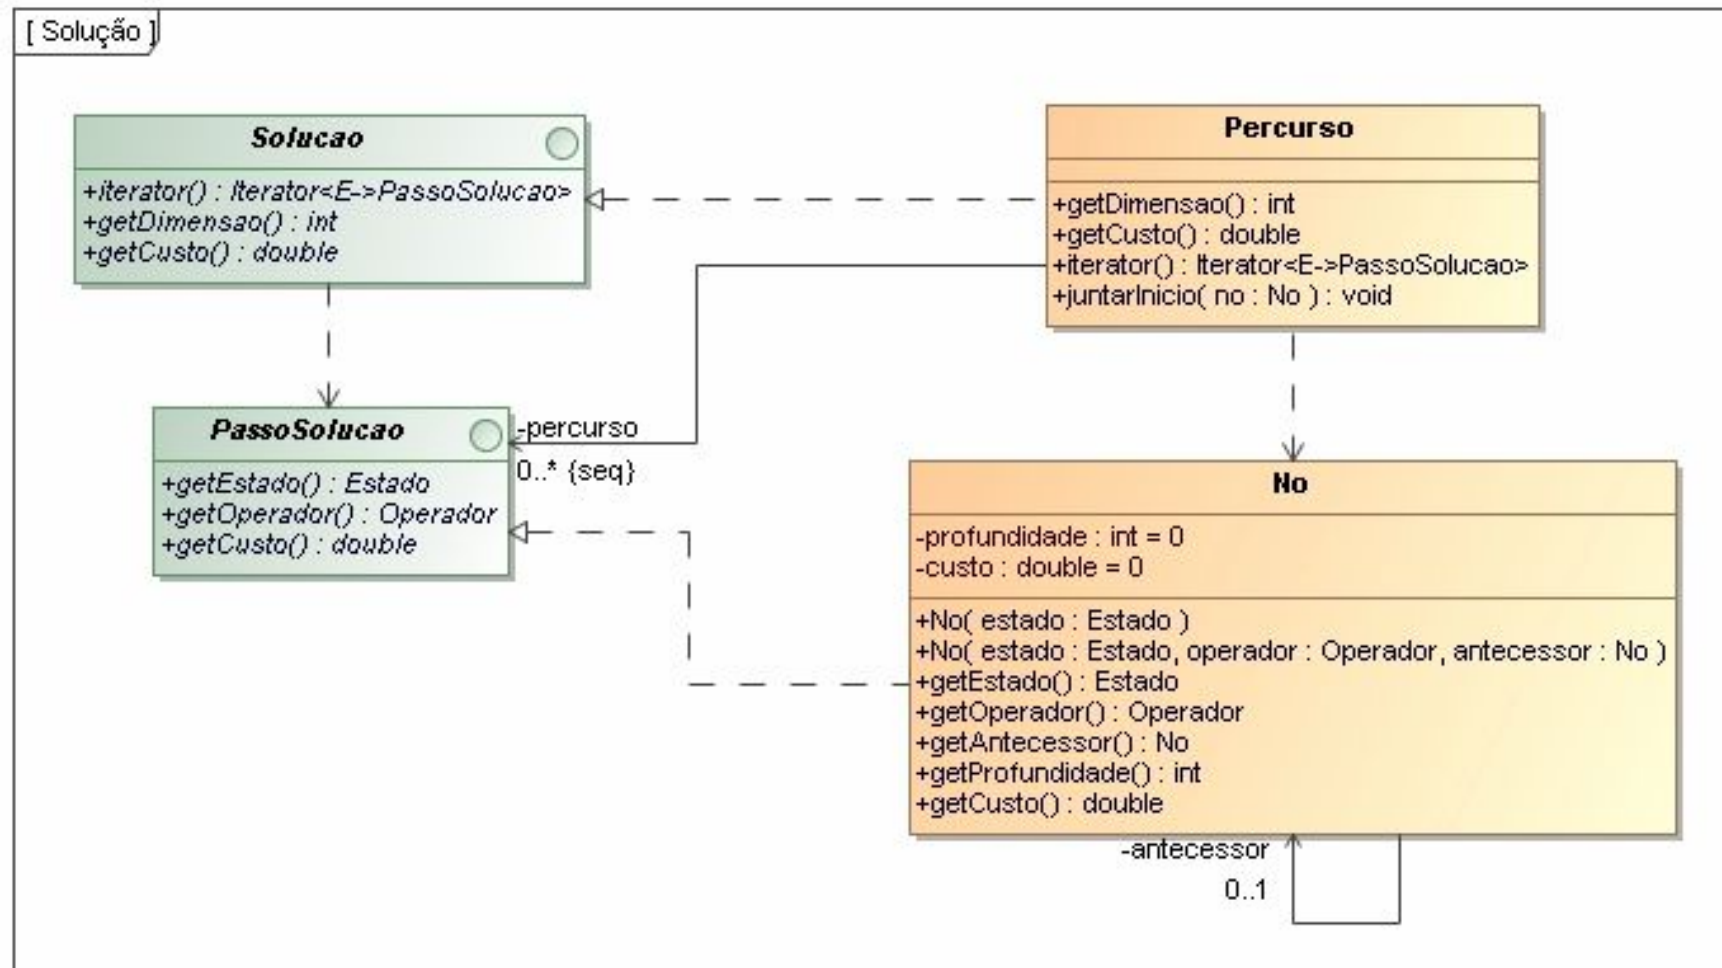 [ Solução ]
Solucao
+iterator() : Iterator<E->PassoSolucao>
+getDimensao() : int
+getCusto() : double
Percurso
+getDimensao() : int
+getCusto() : double
+iterator() : Iterator<E->PassoSolucao>
+juntarInicio( no : No ) : void
PassoSolucao
+getEstado() : Estado
+getOperador() : Operador
+getCusto() : double
-percurso
0..* {seq}
No
-profundidade : int = 0
-custo : double = 0
+No( estado : Estado )
+No( estado : Estado, operador : Operador, antecessor : No )
+getEstado() : Estado
+getOperador() : Operador
+getAntecessor() : No
+getProfundidade() : int
+getCusto() : double
-antecessor
0..1